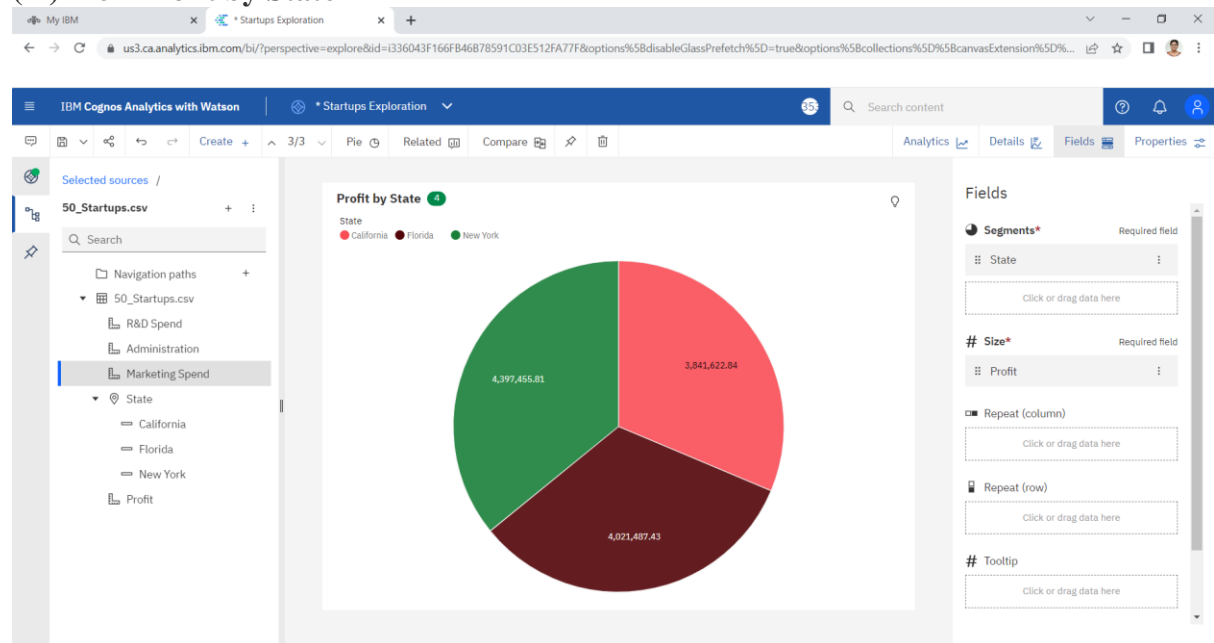 My IBM
* Startups Exploration
us3.ca.analytics.ibm.com/bi/?perspective=explore&id=i336043F166FB46B78591C03E512FA77F&options%5BdisableGlassPrefetch%5D=true&options%5Bcollections%5D%5BcanvasExtension%5D%...
IBM Cognos Analytics with Watson
* Startups Exploration
Search content
Create +
3/3
Pie
Related
Compare
Analytics
Details
Fields
Properties
Selected sources /
50_Startups.csv
Search
Navigation paths
50_Startups.csv
R&D Spend
Administration
Marketing Spend
State
California
Florida
New York
Profit
Profit by State 4
State
California Florida New York
4,397,455.81
3,841,622.84
4,021,487.43
Fields
Segments* Required field
State
Click or drag data here
# Size* Required field
Profit
Repeat (column)
Click or drag data here
Repeat (row)
Click or drag data here
# Tooltip
Click or drag data here